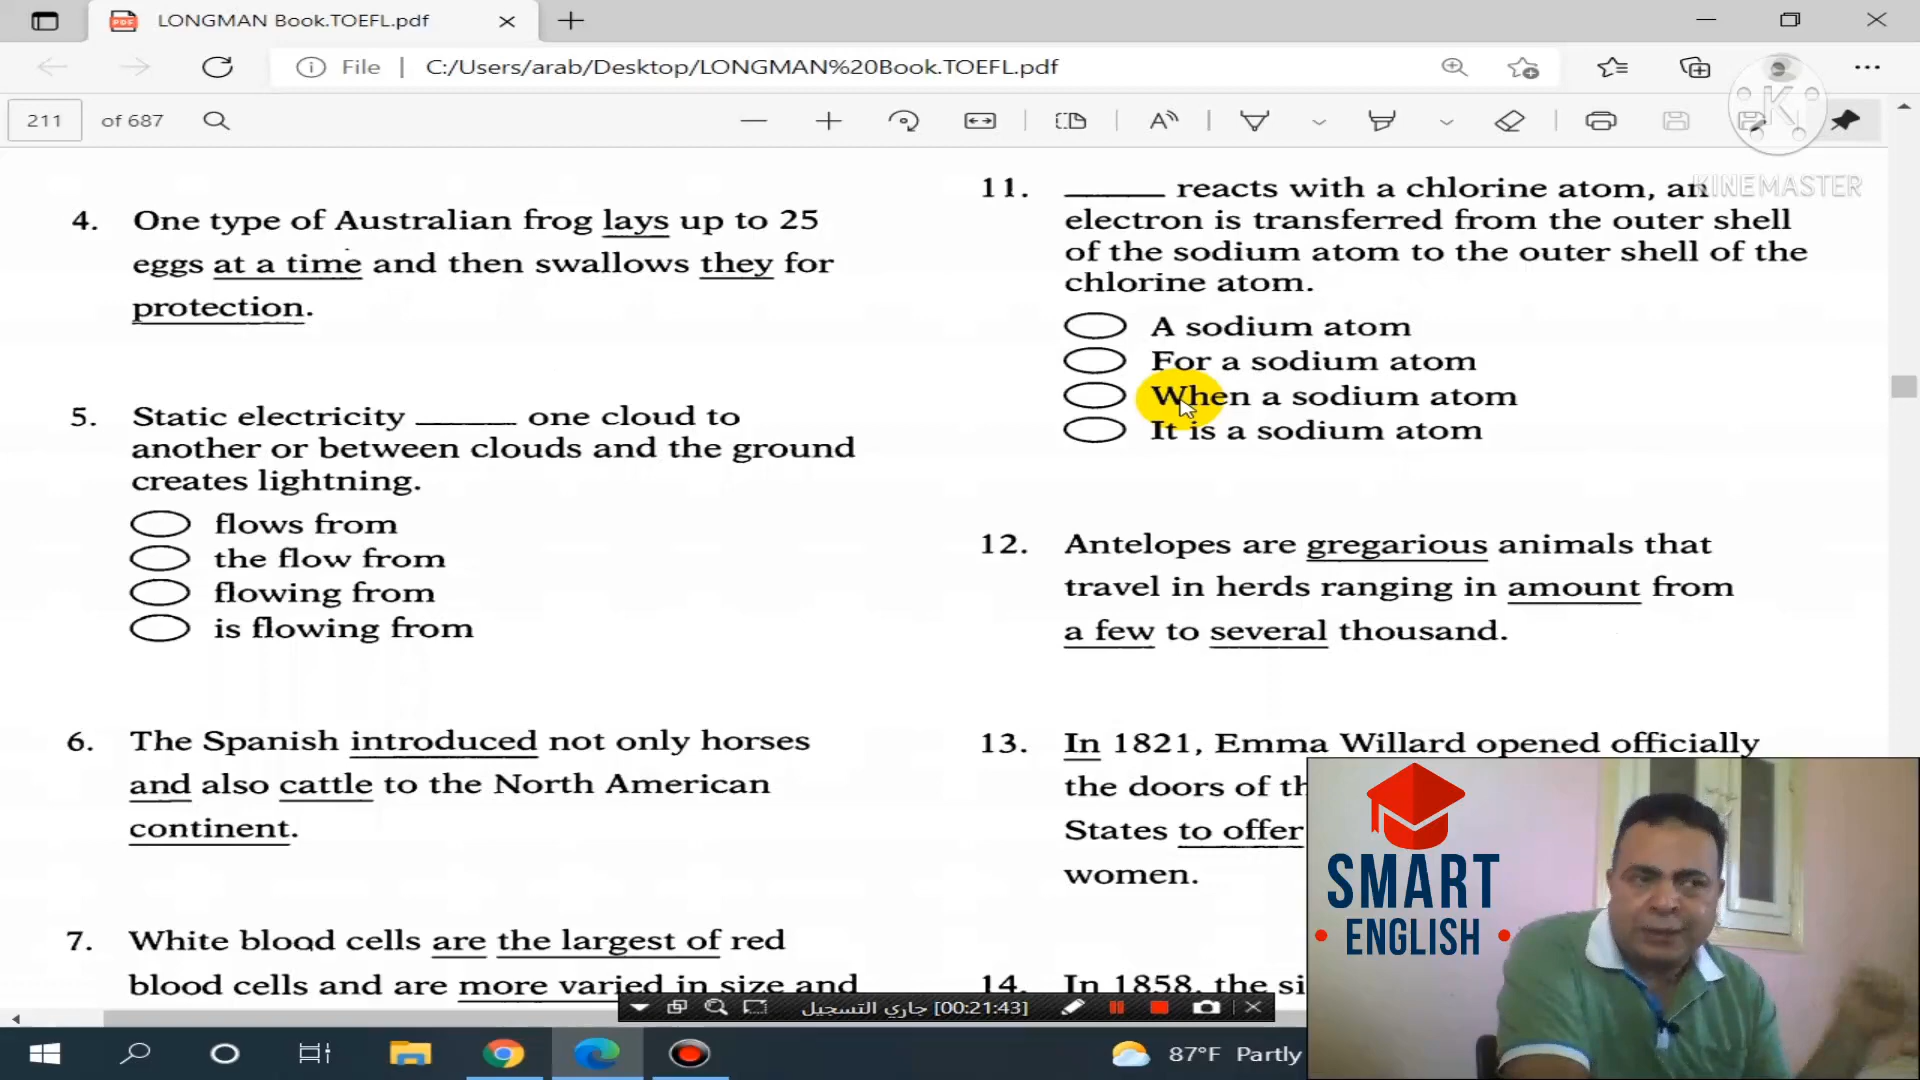 LONGMAN Book.TOEFL.pdf
File
C:/Users/arab/Desktop/LONGMAN%20Book.TOEFL.pdf
211 of 687
KINEMASTER
4. One type of Australian frog lays up to 25
eggs at a time and then swallows they for
protection.
5. Static electricity ______ one cloud to
another or between clouds and the ground
creates lightning.
flows from
the flow from
flowing from
is flowing from
6. The Spanish introduced not only horses
and also cattle to the North American
continent.
7. White blood cells are the largest of red
blood cells and are more varied in size and
11. ______ reacts with a chlorine atom, an
electron is transferred from the outer shell
of the sodium atom to the outer shell of the
chlorine atom.
A sodium atom
For a sodium atom
When a sodium atom
It is a sodium atom
12. Antelopes are gregarious animals that
travel in herds ranging in amount from
a few to several thousand.
13. In 1821, Emma Willard opened officially
the doors of th
States to offer
women.
14. In 1858, the si
SMART
ENGLISH
جاري التسجيل [00:21:43]
87°F Partly